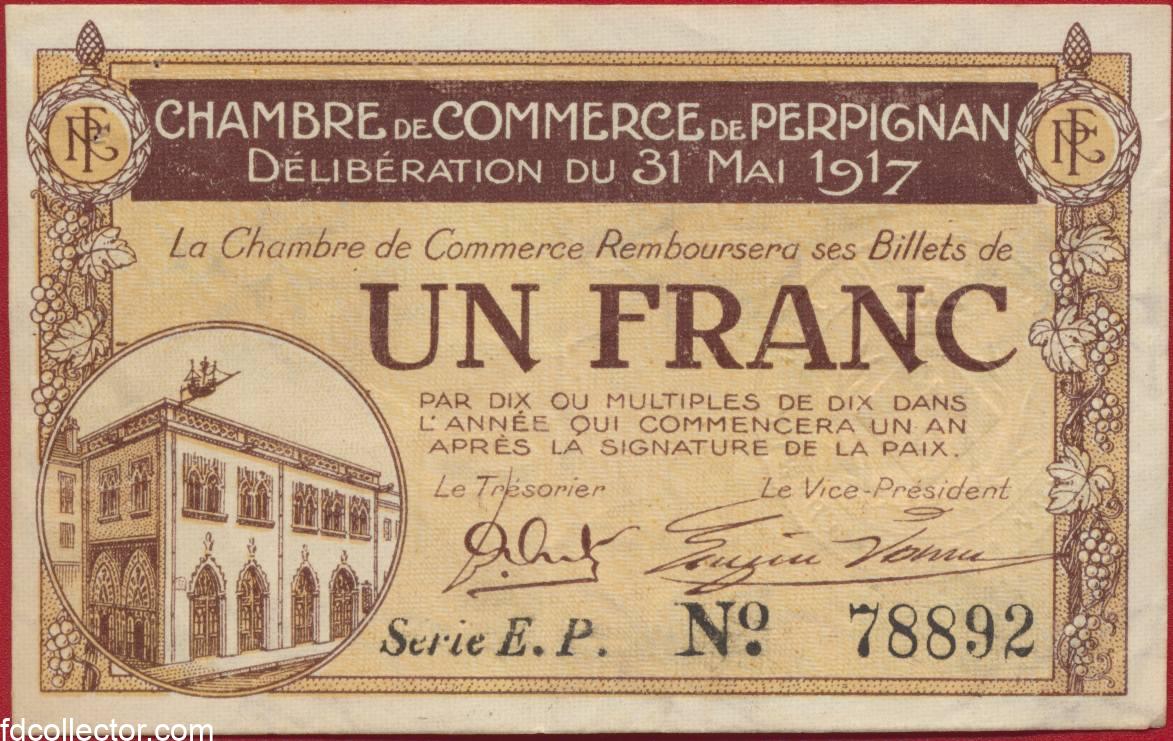 CHAMBRE DE COMMERCE DE PERPIGNAN
DÉLIBÉRATION DU 31 MAI 1917
La Chambre de Commerce Remboursera ses Billets de
UN FRANC
PAR DIX OU MULTIPLES DE DIX DANS
L'ANNÉE QUI COMMENCERA UN AN
APRÈS LA SIGNATURE DE LA PAIX.
Le Trésorier Le Vice-Président
Serie E.P. Nº 78892
fdcollector.com